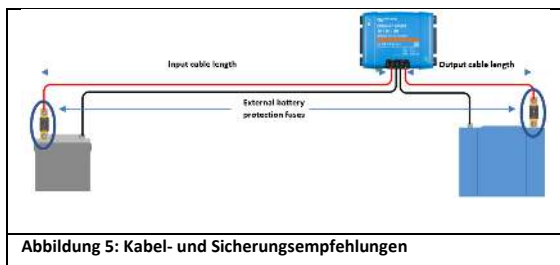 Input cable length
Output cable length
External battery
protection fuses
Abbildung 5: Kabel- und Sicherungsempfehlungen